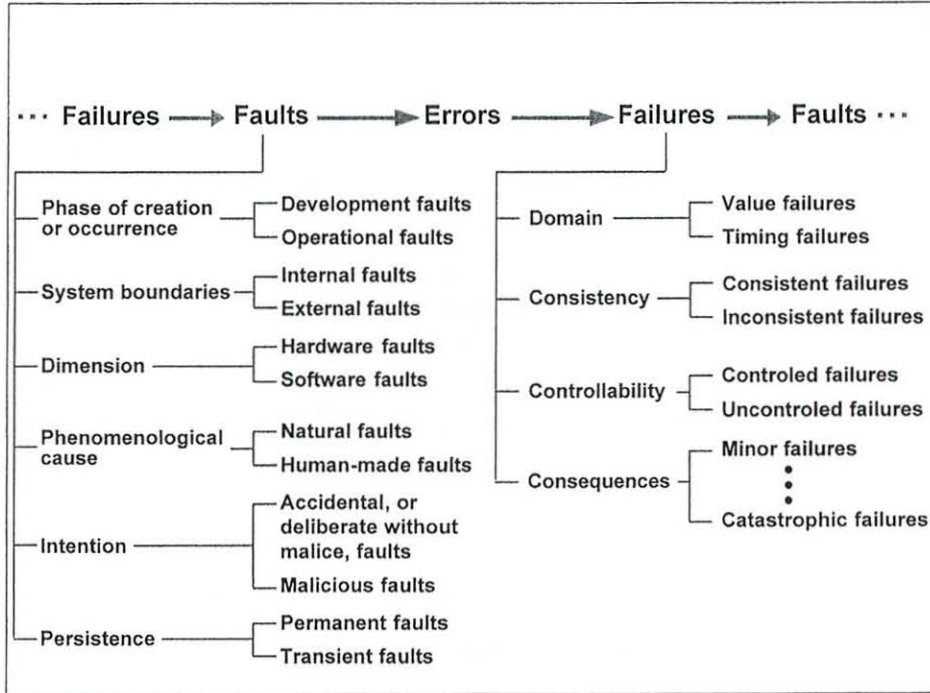 ··· Failures Faults Errors Failures Faults ···
Phase of creation
or occurrence
Development faults
Operational faults
System boundaries
Internal faults
External faults
Dimension
Hardware faults
Software faults
Phenomenological
cause
Natural faults
Human-made faults
Intention
Accidental, or
deliberate without
malice, faults
Malicious faults
Persistence
Permanent faults
Transient faults
Domain
Value failures
Timing failures
Consistency
Consistent failures
Inconsistent failures
Controllability
Controled failures
Uncontroled failures
Consequences
Minor failures
Catastrophic failures